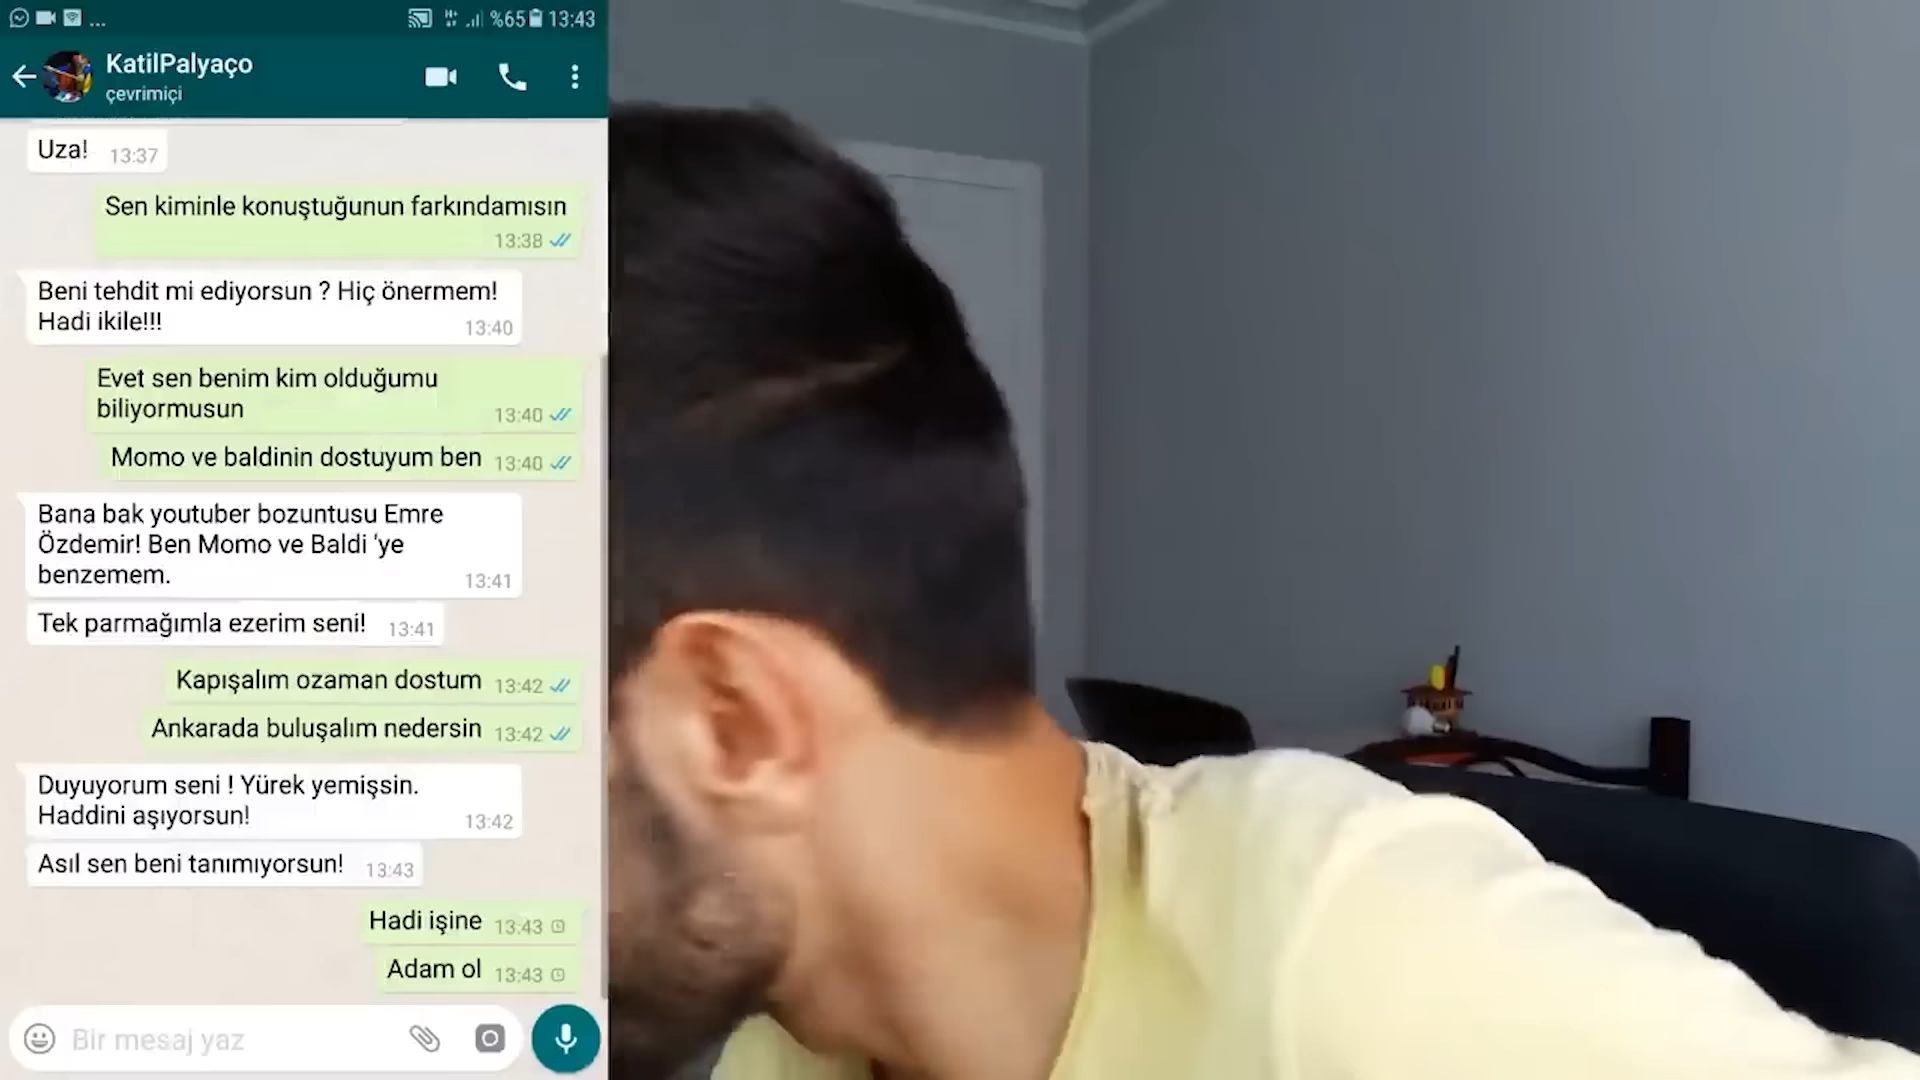 ... %65 13:43
KatilPalyaço
çevrimiçi
Uza! 13:37
Sen kiminle konuştuğunun farkındamısın
13:38
Beni tehdit mi ediyorsun ? Hiç önermem!
Hadi ikile!!! 13:40
Evet sen benim kim olduğumu
biliyormusun 13:40
Momo ve baldinin dostuyum ben 13:40
Bana bak youtuber bozuntusu Emre
Özdemir! Ben Momo ve Baldi 'ye
benzemem. 13:41
Tek parmağımla ezerim seni! 13:41
Kapışalım ozaman dostum 13:42
Ankarada buluşalım nedersin 13:42
Duyuyorum seni ! Yürek yemişsin.
Haddini aşıyorsun! 13:42
Asıl sen beni tanımıyorsun! 13:43
Hadi işine 13:43
Adam ol 13:43
Bir mesaj yaz